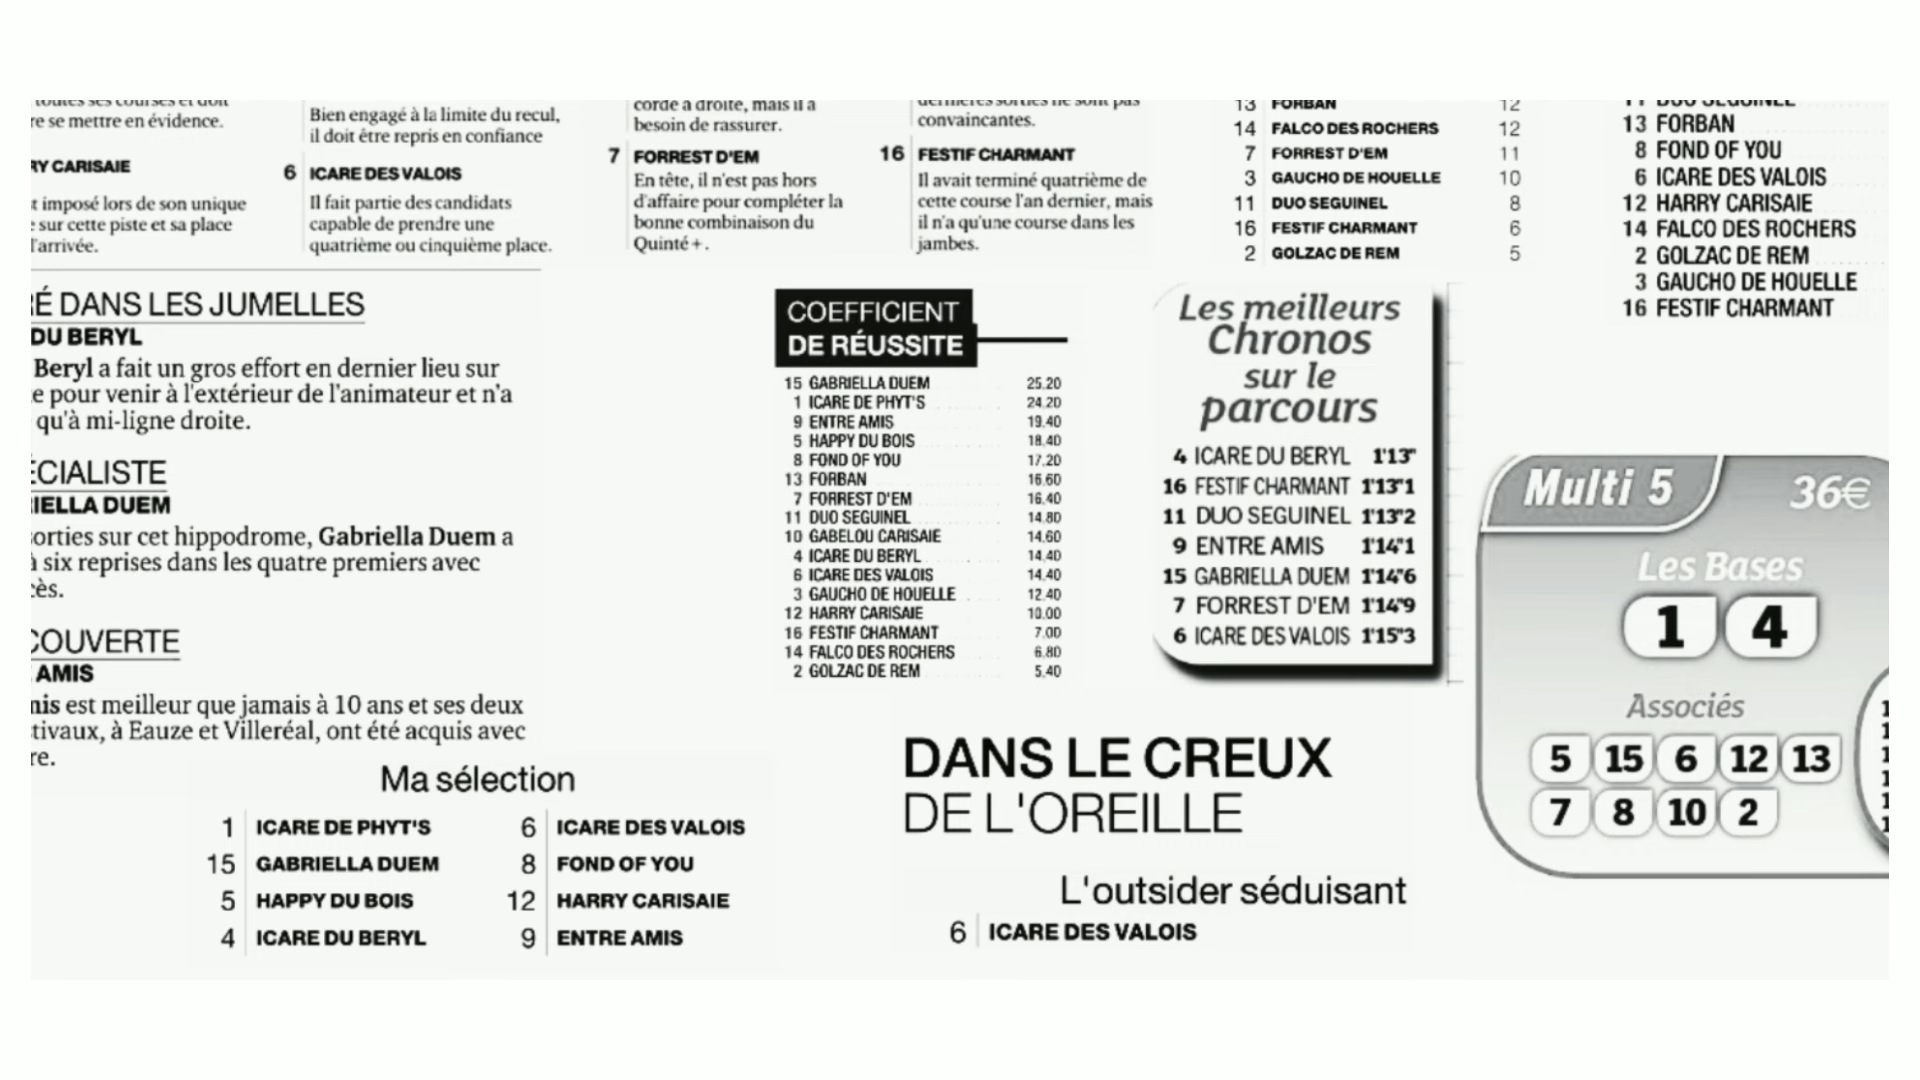 re se mettre en évidence.
RY CARISAIE
t imposé lors de son unique
sur cette piste et sa place
l'arrivée.
Bien engagé à la limite du recul,
il doit être repris en confiance
6 ICARE DES VALOIS
Il fait partie des candidats
capable de prendre une
quatrième ou cinquième place.
corde à droite, mais il a
besoin de rassurer.
7 FORREST D'EM
En tête, il n'est pas hors
d'affaire pour compléter la
bonne combinaison du
Quinté+.
dernières sorties ne sont pas
convaincantes.
16 FESTIF CHARMANT
Il avait terminé quatrième de
cette course l'an dernier, mais
il n'a qu'une course dans les
jambes.
13 FORBAN 12
14 FALCO DES ROCHERS 12
7 FORREST D'EM 11
3 GAUCHO DE HOUELLE 10
11 DUO SEGUINEL 8
16 FESTIF CHARMANT 6
2 GOLZAC DE REM 5
11 DUO SEGUINEL
13 FORBAN
8 FOND OF YOU
6 ICARE DES VALOIS
12 HARRY CARISAIE
14 FALCO DES ROCHERS
2 GOLZAC DE REM
3 GAUCHO DE HOUELLE
16 FESTIF CHARMANT
É DANS LES JUMELLES
DU BERYL
Beryl a fait un gros effort en dernier lieu sur
e pour venir à l'extérieur de l'animateur et n'a
qu'à mi-ligne droite.
ÉCIALISTE
RIELLA DUEM
sorties sur cet hippodrome, Gabriella Duem a
à six reprises dans les quatre premiers avec
cès.
COUVERTE
AMIS
mis est meilleur que jamais à 10 ans et ses deux
tivaux, à Eauze et Villeréal, ont été acquis avec
re.
COEFFICIENT
DE RÉUSSITE
15 GABRIELLA DUEM 25.20
1 ICARE DE PHYT'S 24.20
9 ENTRE AMIS 19.40
5 HAPPY DU BOIS 18.40
8 FOND OF YOU 17.20
13 FORBAN 16.60
7 FORREST D'EM 16.40
11 DUO SEGUINEL 14.80
10 GABELOU CARISAIE 14.60
4 ICARE DU BERYL 14.40
6 ICARE DES VALOIS 14.40
3 GAUCHO DE HOUELLE 12.40
12 HARRY CARISAIE 10.00
16 FESTIF CHARMANT 7.00
14 FALCO DES ROCHERS 6.80
2 GOLZAC DE REM 5.40
Les meilleurs
Chronos
sur le
parcours
4 ICARE DU BERYL 1'13"
16 FESTIF CHARMANT 1'13"1
11 DUO SEGUINEL 1'13"2
9 ENTRE AMIS 1'14"1
15 GABRIELLA DUEM 1'14"6
7 FORREST D'EM 1'14"9
6 ICARE DES VALOIS 1'15"3
Multi 5 36€
Les Bases
1 4
Associés
5 15 6 12 13
7 8 10 2
Ma sélection
1 ICARE DE PHYT'S
15 GABRIELLA DUEM
5 HAPPY DU BOIS
4 ICARE DU BERYL
6 ICARE DES VALOIS
8 FOND OF YOU
12 HARRY CARISAIE
9 ENTRE AMIS
DANS LE CREUX
DE L'OREILLE
L'outsider séduisant
6 ICARE DES VALOIS